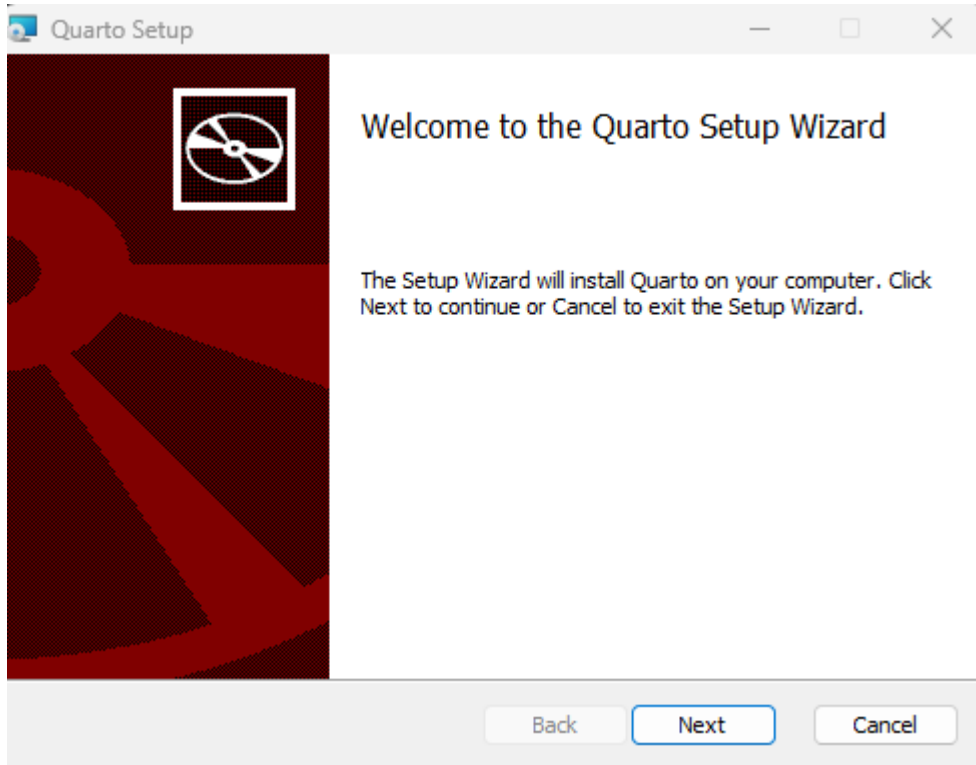 Quarto Setup
Welcome to the Quarto Setup Wizard
The Setup Wizard will install Quarto on your computer. Click
Next to continue or Cancel to exit the Setup Wizard.
Back
Next
Cancel